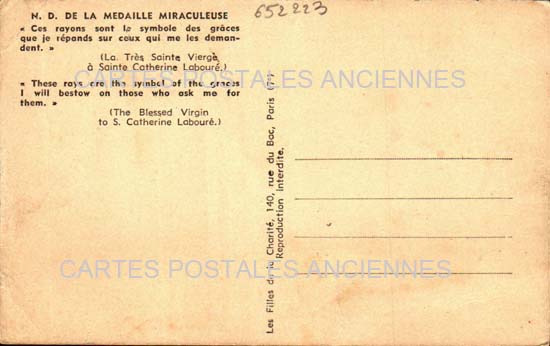 652223
N. D. DE LA MEDAILLE MIRACULEUSE
« Ces rayons sont le symbole des grâces
que je répands sur ceux qui me les deman-
dent. »
(La Très Sainte Vierge
à Sainte Catherine Labouré.)
« These rays are the symbol of the graces
I will bestow on those who ask me for
them. »
(The Blessed Virgin
to S. Catherine Labouré.)
Les Filles de la Charité, 140, rue du Bac, Paris (7e)
Reproduction interdite.
CARTES POSTALES ANCIENNES
CARTES POSTALES ANCIENNES